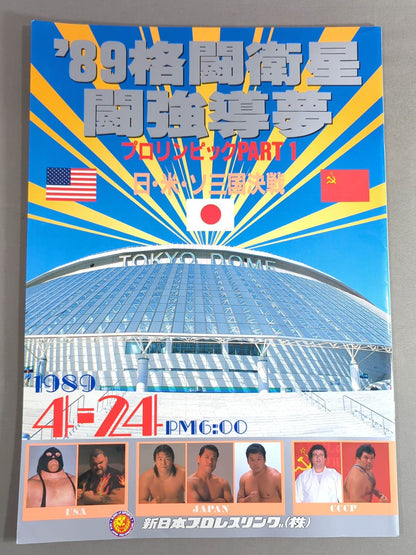 '89格闘衛星
闘強導夢
プロリンピックPART1
日・米・ソ三国決戦
TOKYO DOME
1989
4-24 PM6:00
USA JAPAN CCCP
新日本プロレスリング(株)